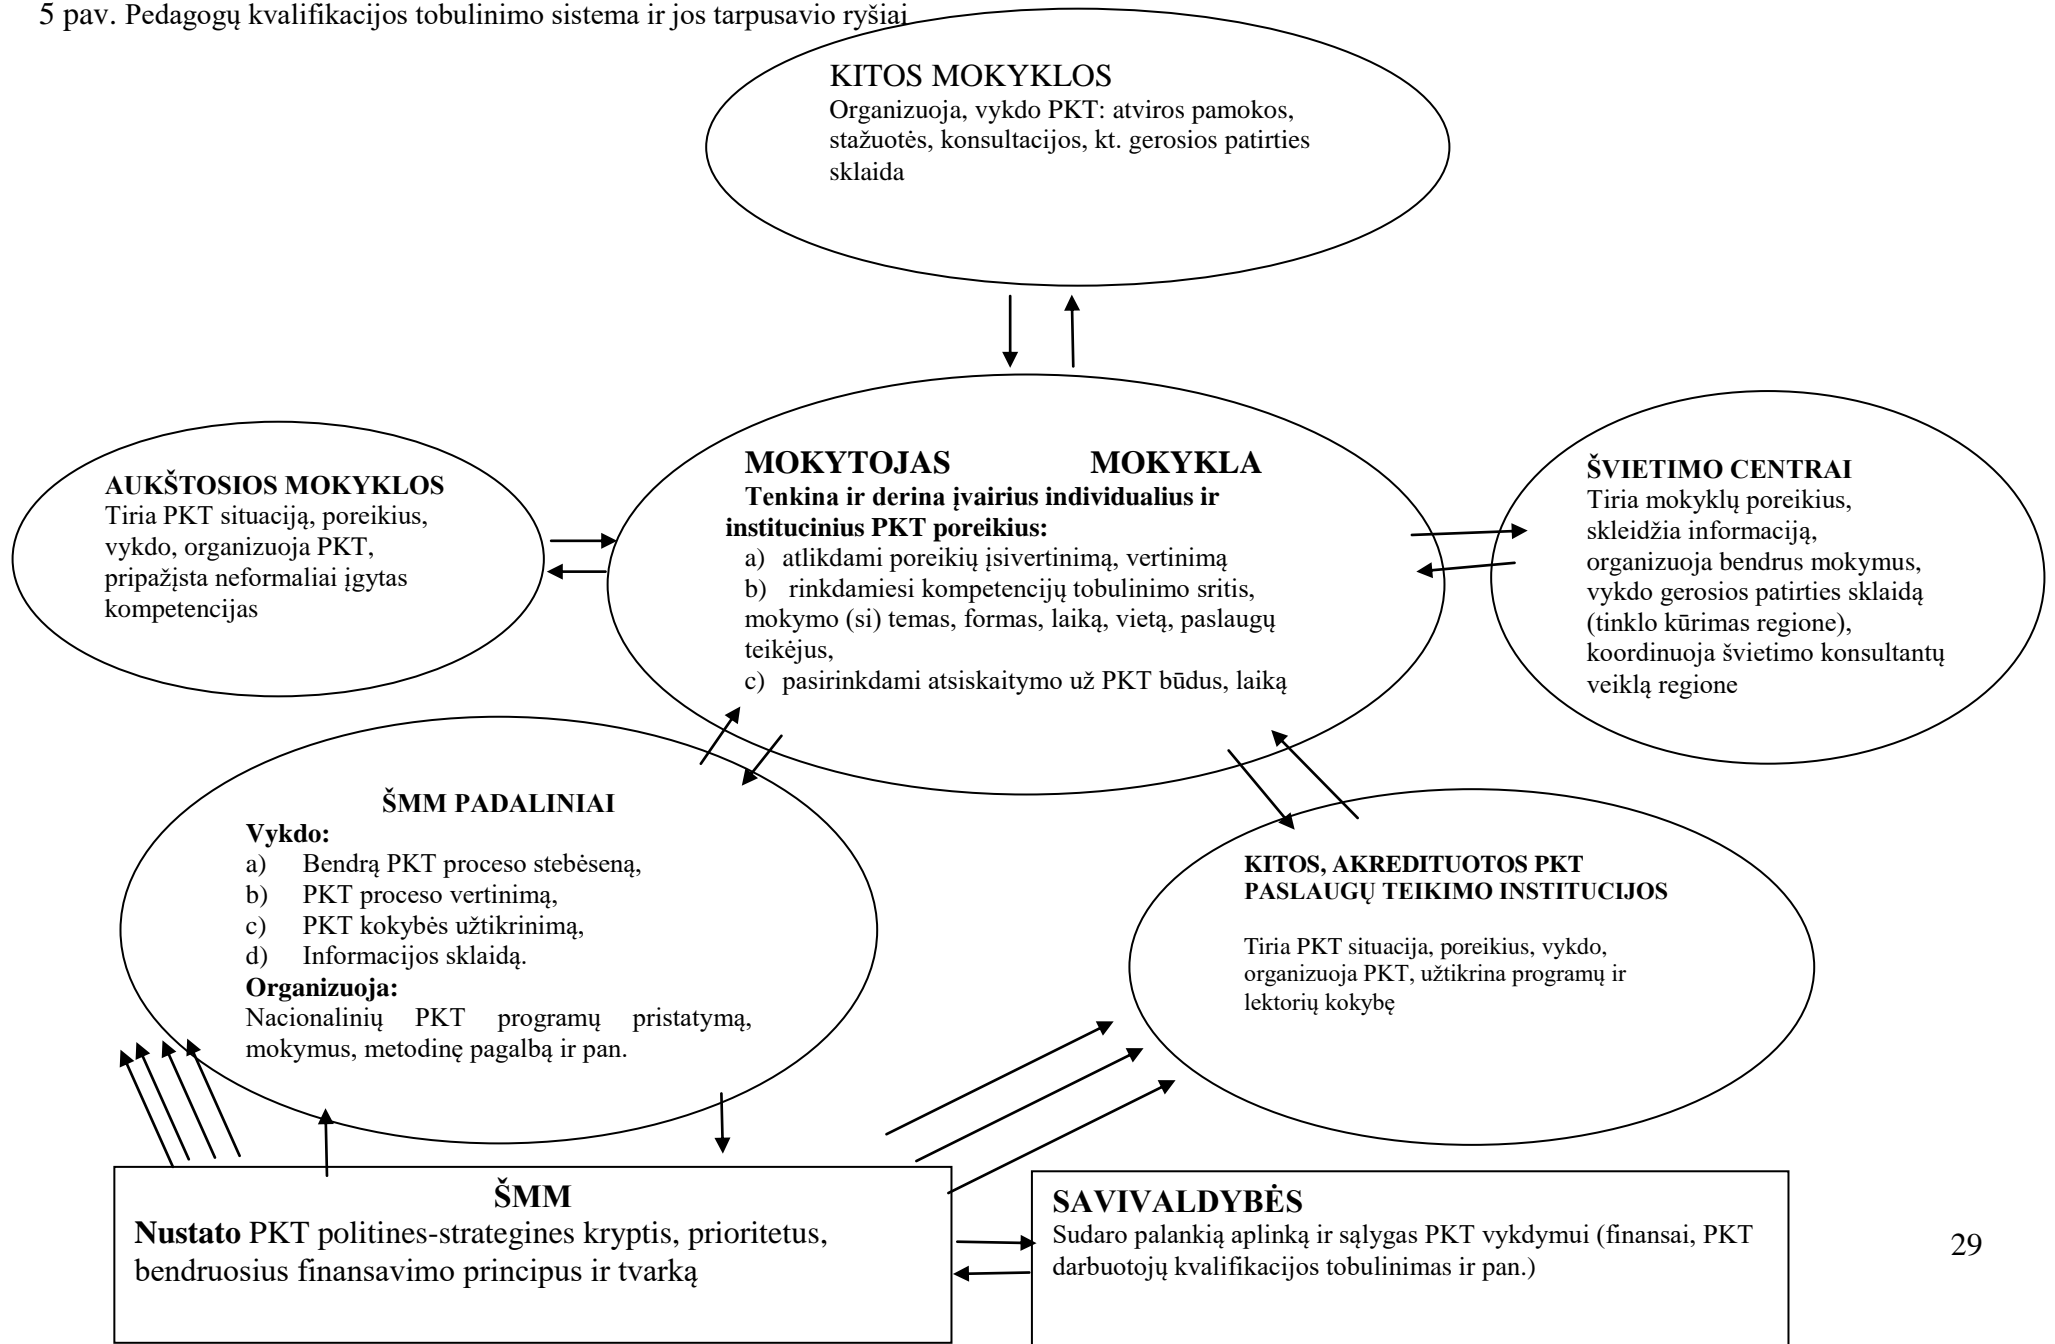 5 pav. Pedagogų kvalifikacijos tobulinimo sistema ir jos tarpusavio ryšiai
KITOS MOKYKLOS
Organizuoja, vykdo PKT: atviros pamokos,
stažuotės, konsultacijos, kt. gerosios patirties
sklaida
AUKŠTOSIOS MOKYKLOS
Tiria PKT situaciją, poreikius,
vykdo, organizuoja PKT,
pripažįsta neformaliai įgytas
kompetencijas
MOKYTOJAS MOKYKLA
Tenkina ir derina įvairius individualius ir
institucinius PKT poreikius:
a) atlikdami poreikių įsivertinimą, vertinimą
b) rinkdamiesi kompetencijų tobulinimo sritis,
mokymo (si) temas, formas, laiką, vietą, paslaugų
teikėjus,
c) pasirinkdami atsiskaitymo už PKT būdus, laiką
ŠVIETIMO CENTRAI
Tiria mokyklų poreikius,
skleidžia informaciją,
organizuoja bendrus mokymus,
vykdo gerosios patirties sklaidą
(tinklo kūrimas regione),
koordinuoja švietimo konsultantų
veiklą regione
ŠMM PADALINIAI
Vykdo:
a) Bendrą PKT proceso stebėseną,
b) PKT proceso vertinimą,
c) PKT kokybės užtikrinimą,
d) Informacijos sklaidą.
Organizuoja:
Nacionalinių PKT programų pristatymą,
mokymus, metodinę pagalbą ir pan.
KITOS, AKREDITUOTOS PKT
PASLAUGŲ TEIKIMO INSTITUCIJOS
Tiria PKT situacija, poreikius, vykdo,
organizuoja PKT, užtikrina programų ir
lektorių kokybę
ŠMM
Nustato PKT politines-strategines kryptis, prioritetus,
bendruosius finansavimo principus ir tvarką
SAVIVALDYBĖS
Sudaro palankią aplinką ir sąlygas PKT vykdymui (finansai, PKT
darbuotojų kvalifikacijos tobulinimas ir pan.)
29